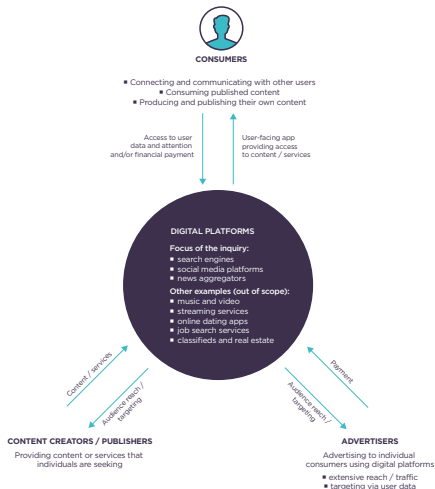 CONSUMERS
▪ Connecting and communicating with other users
▪ Consuming published content
▪ Producing and publishing their own content
Access to user
data and attention
and/or financial payment
User-facing app
providing access
to content / services
DIGITAL PLATFORMS
Focus of the inquiry:
▪ search engines
▪ social media platforms
▪ news aggregators
Other examples (out of scope):
▪ music and video
▪ streaming services
▪ online dating apps
▪ job search services
▪ classifieds and real estate
Content / services
Audience reach /
targeting
Audience reach /
targeting
Payment
CONTENT CREATORS / PUBLISHERS
Providing content or services that
individuals are seeking
ADVERTISERS
Advertising to individual
consumers using digital platforms
▪ extensive reach / traffic
▪ targeting via user data